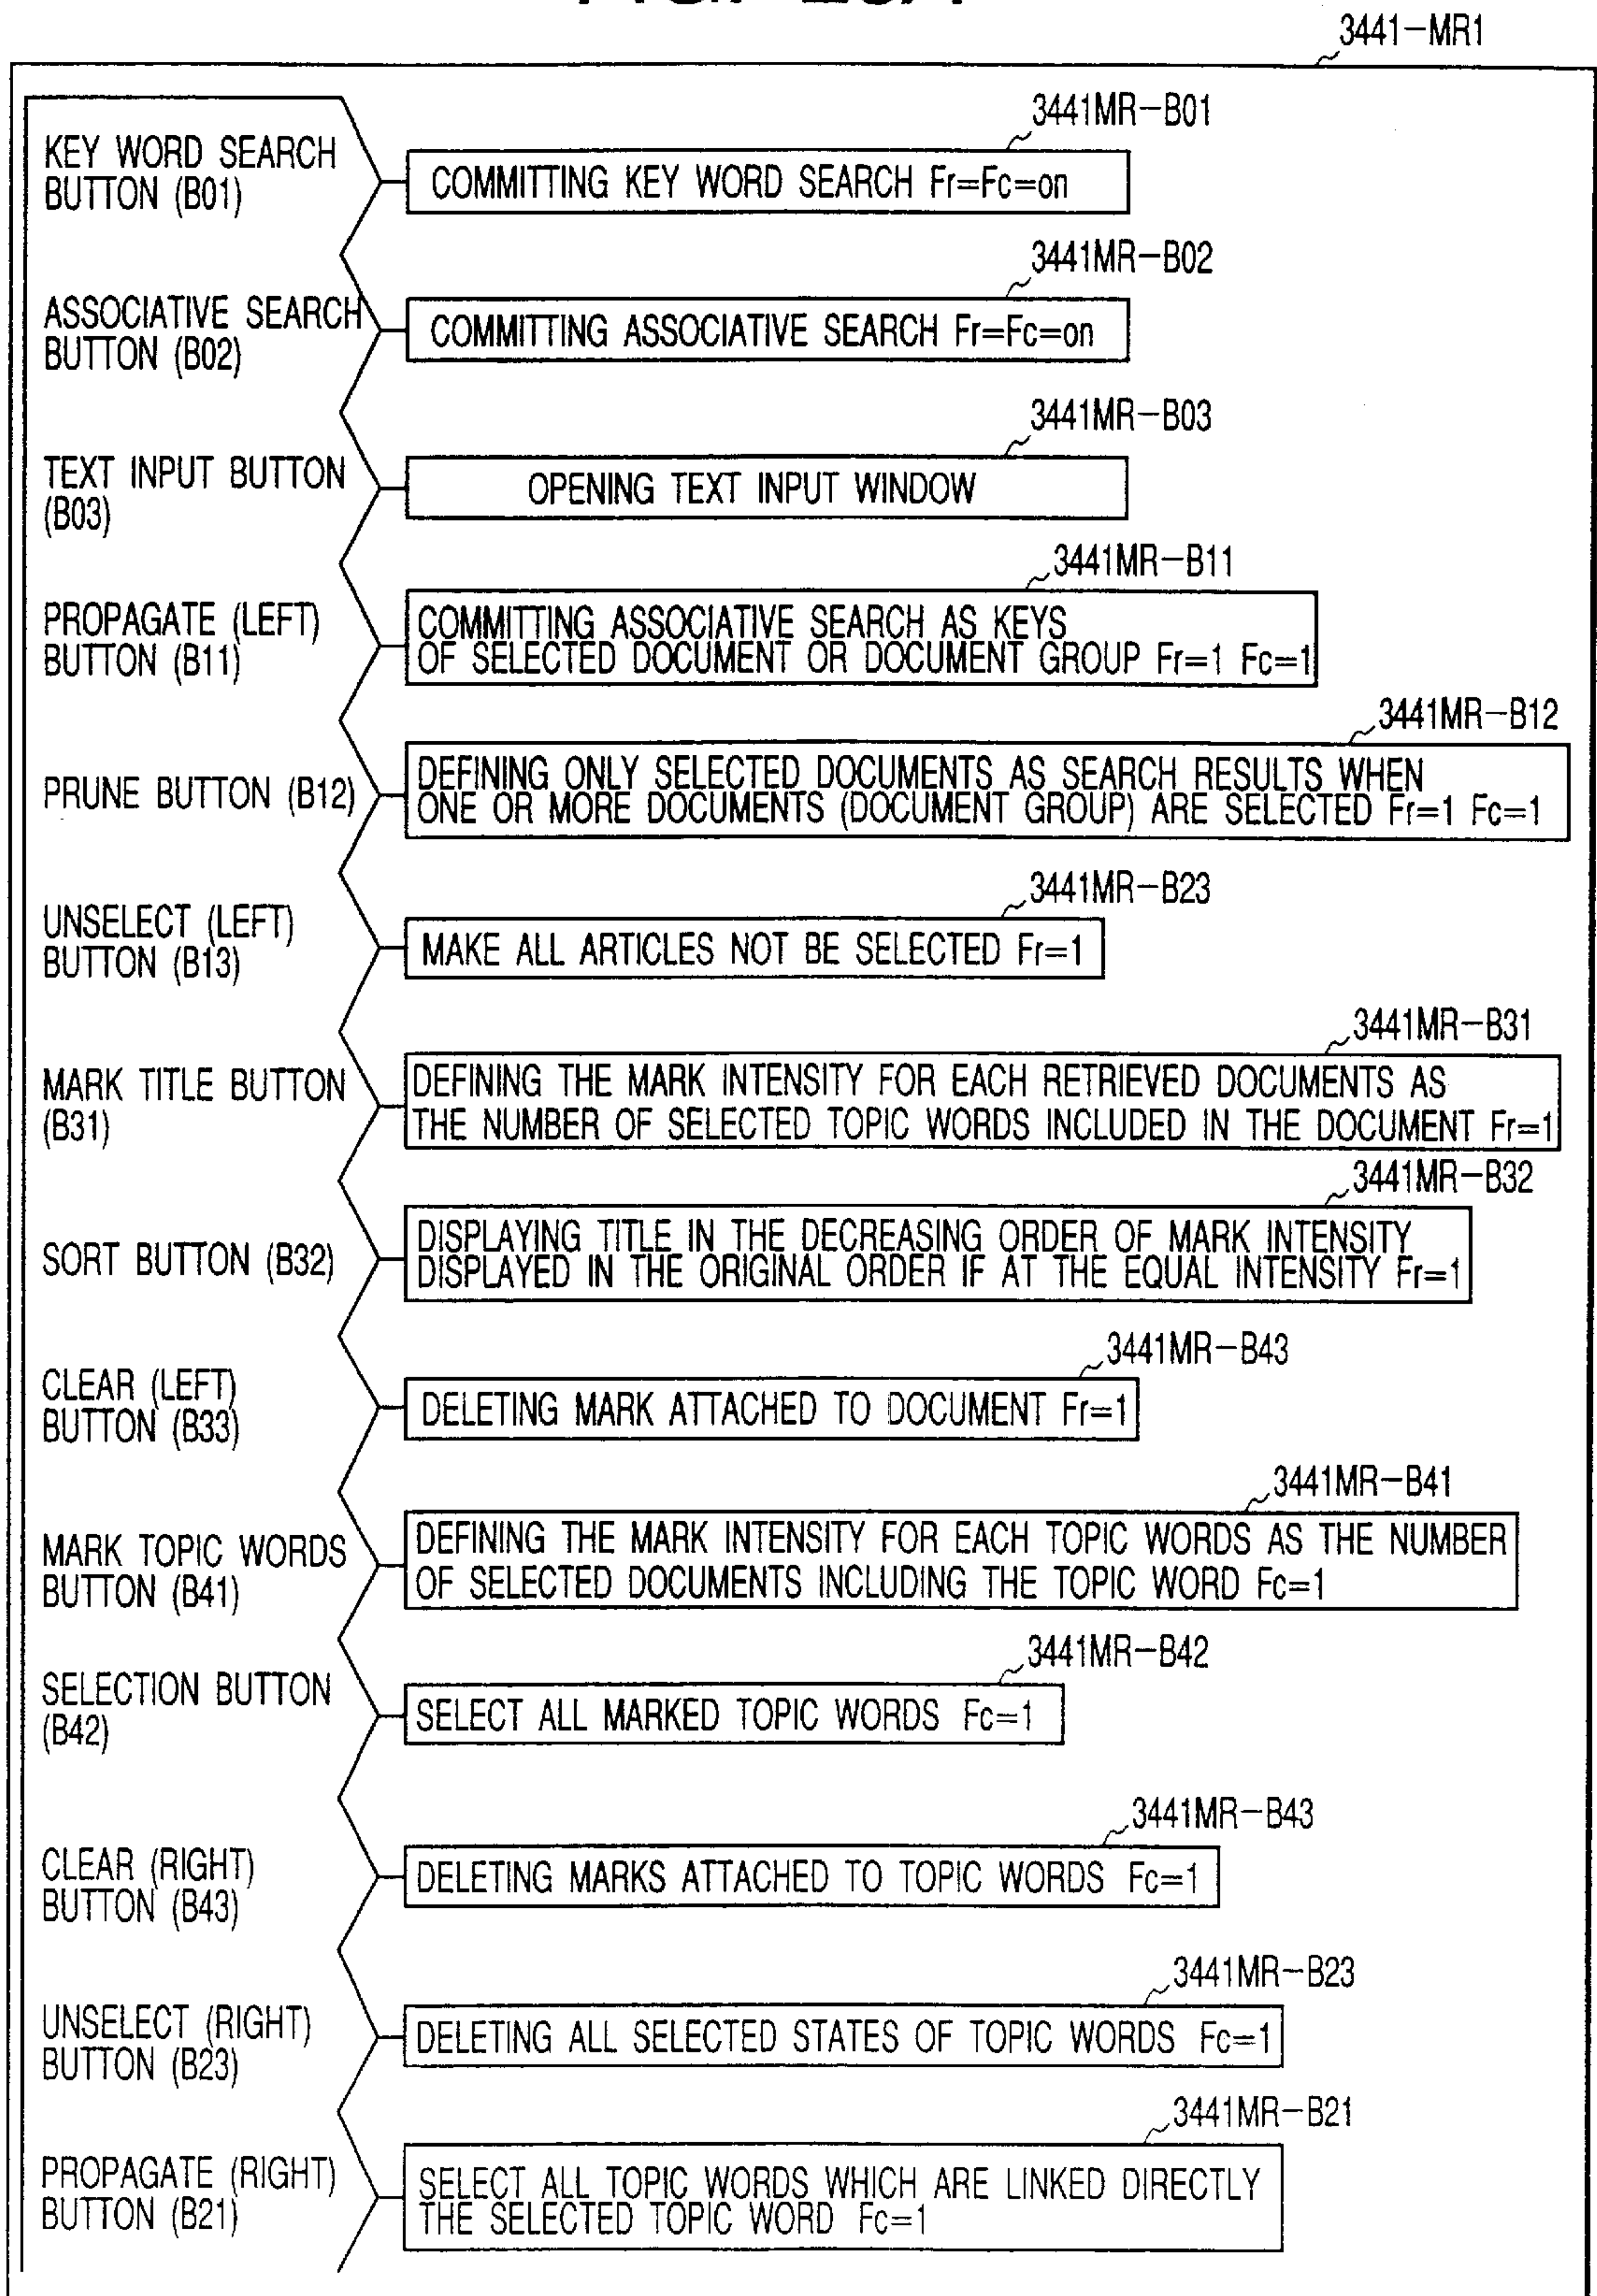 3441-MR1
3441MR-B01
KEY WORD SEARCH
BUTTON (B01)
COMMITTING KEY WORD SEARCH Fr=Fc=on
3441MR-B02
ASSOCIATIVE SEARCH
BUTTON (B02)
COMMITTING ASSOCIATIVE SEARCH Fr=Fc=on
3441MR-B03
TEXT INPUT BUTTON
(B03)
OPENING TEXT INPUT WINDOW
3441MR-B11
PROPAGATE (LEFT)
BUTTON (B11)
COMMITTING ASSOCIATIVE SEARCH AS KEYS
OF SELECTED DOCUMENT OR DOCUMENT GROUP Fr=1 Fc=1
3441MR-B12
PRUNE BUTTON (B12)
DEFINING ONLY SELECTED DOCUMENTS AS SEARCH RESULTS WHEN
ONE OR MORE DOCUMENTS (DOCUMENT GROUP) ARE SELECTED Fr=1 Fc=1
3441MR-B23
UNSELECT (LEFT)
BUTTON (B13)
MAKE ALL ARTICLES NOT BE SELECTED Fr=1
3441MR-B31
MARK TITLE BUTTON
(B31)
DEFINING THE MARK INTENSITY FOR EACH RETRIEVED DOCUMENTS AS
THE NUMBER OF SELECTED TOPIC WORDS INCLUDED IN THE DOCUMENT Fr=1
3441MR-B32
SORT BUTTON (B32)
DISPLAYING TITLE IN THE DECREASING ORDER OF MARK INTENSITY
DISPLAYED IN THE ORIGINAL ORDER IF AT THE EQUAL INTENSITY Fr=1
3441MR-B43
CLEAR (LEFT)
BUTTON (B33)
DELETING MARK ATTACHED TO DOCUMENT Fr=1
3441MR-B41
MARK TOPIC WORDS
BUTTON (B41)
DEFINING THE MARK INTENSITY FOR EACH TOPIC WORDS AS THE NUMBER
OF SELECTED DOCUMENTS INCLUDING THE TOPIC WORD Fc=1
3441MR-B42
SELECTION BUTTON
(B42)
SELECT ALL MARKED TOPIC WORDS Fc=1
3441MR-B43
CLEAR (RIGHT)
BUTTON (B43)
DELETING MARKS ATTACHED TO TOPIC WORDS Fc=1
3441MR-B23
UNSELECT (RIGHT)
BUTTON (B23)
DELETING ALL SELECTED STATES OF TOPIC WORDS Fc=1
3441MR-B21
PROPAGATE (RIGHT)
BUTTON (B21)
SELECT ALL TOPIC WORDS WHICH ARE LINKED DIRECTLY
THE SELECTED TOPIC WORD Fc=1